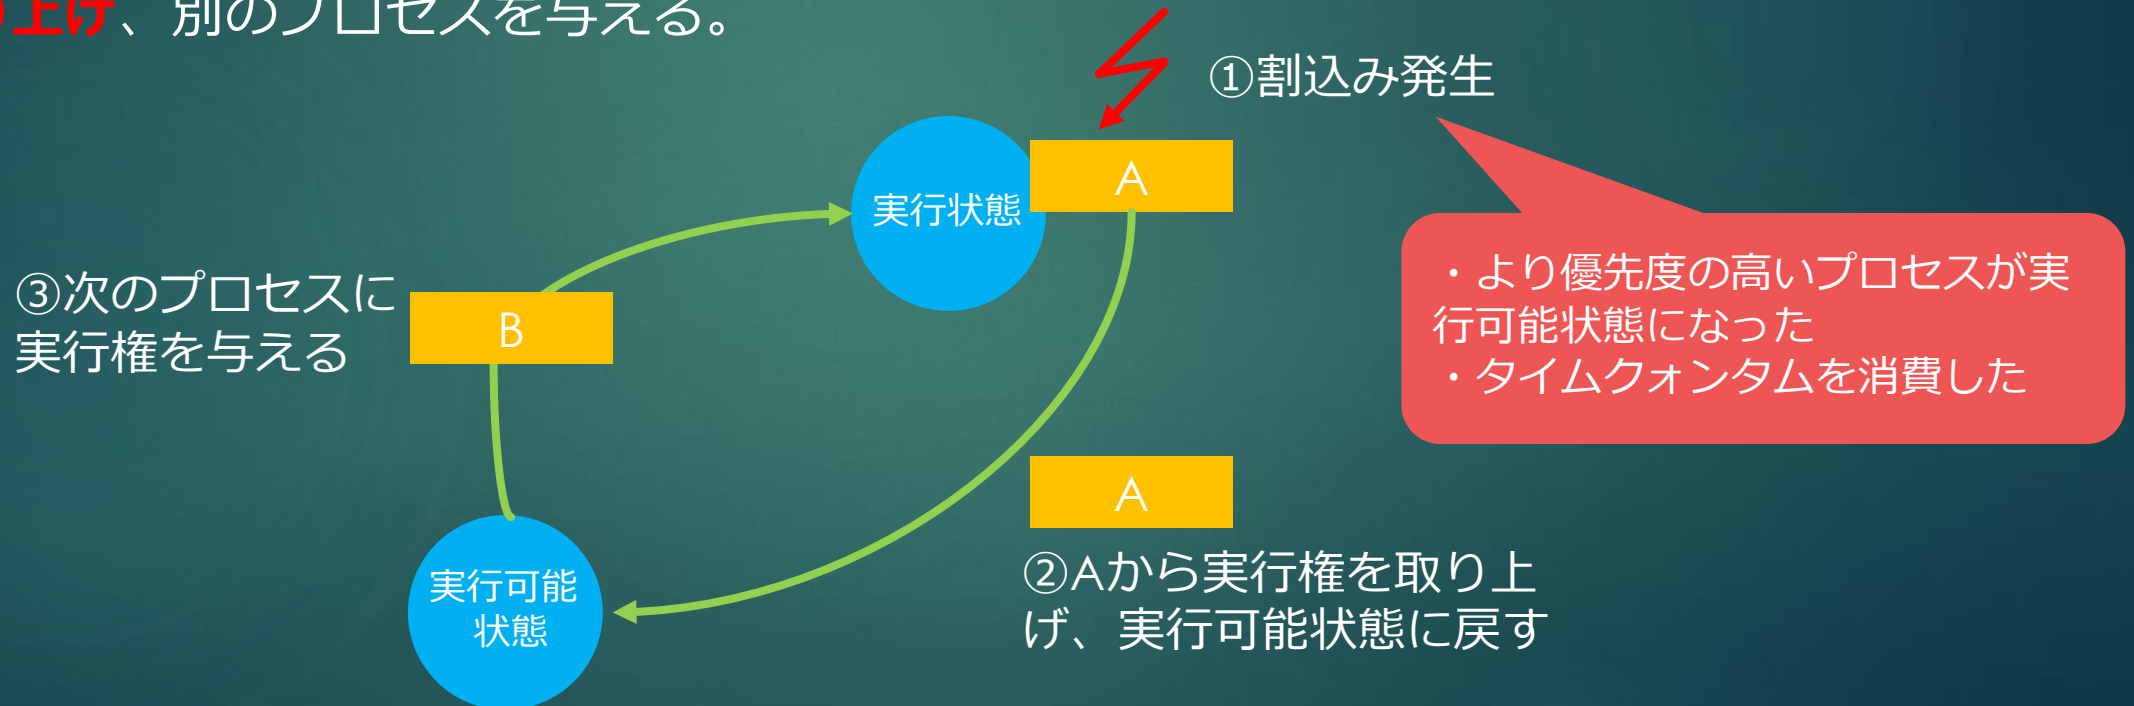 り上げ、別のプロセスを与える。
①割込み発生
A
実行状態
・より優先度の高いプロセスが実
行可能状態になった
・タイムクォンタムを消費した
③次のプロセスに
実行権を与える
B
A
②Aから実行権を取り上
げ、実行可能状態に戻す
実行可能
状態